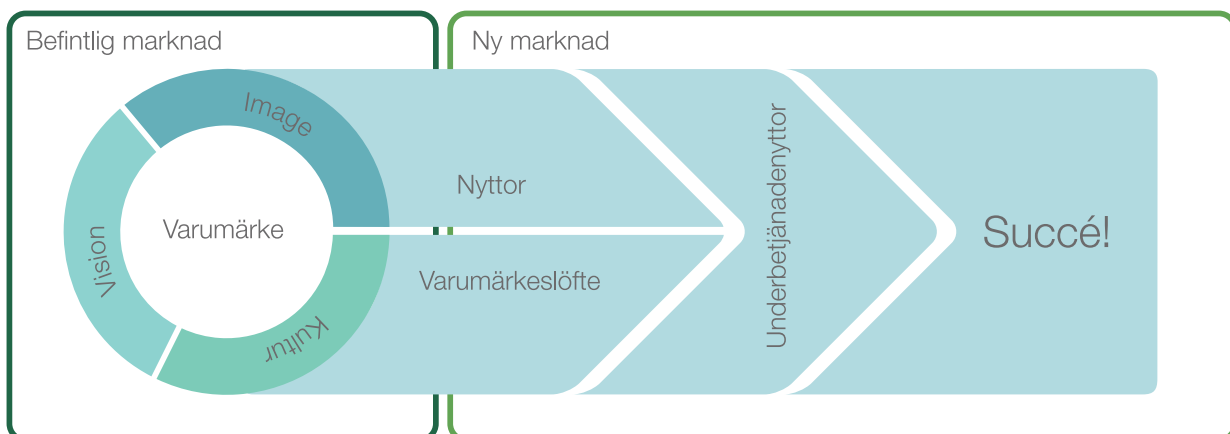 Befintlig marknad
Ny marknad
Image
Vision
Varumärke
Kultur
Nyttor
Varumärkeslöfte
Underbetjänadenyttor
Succé!